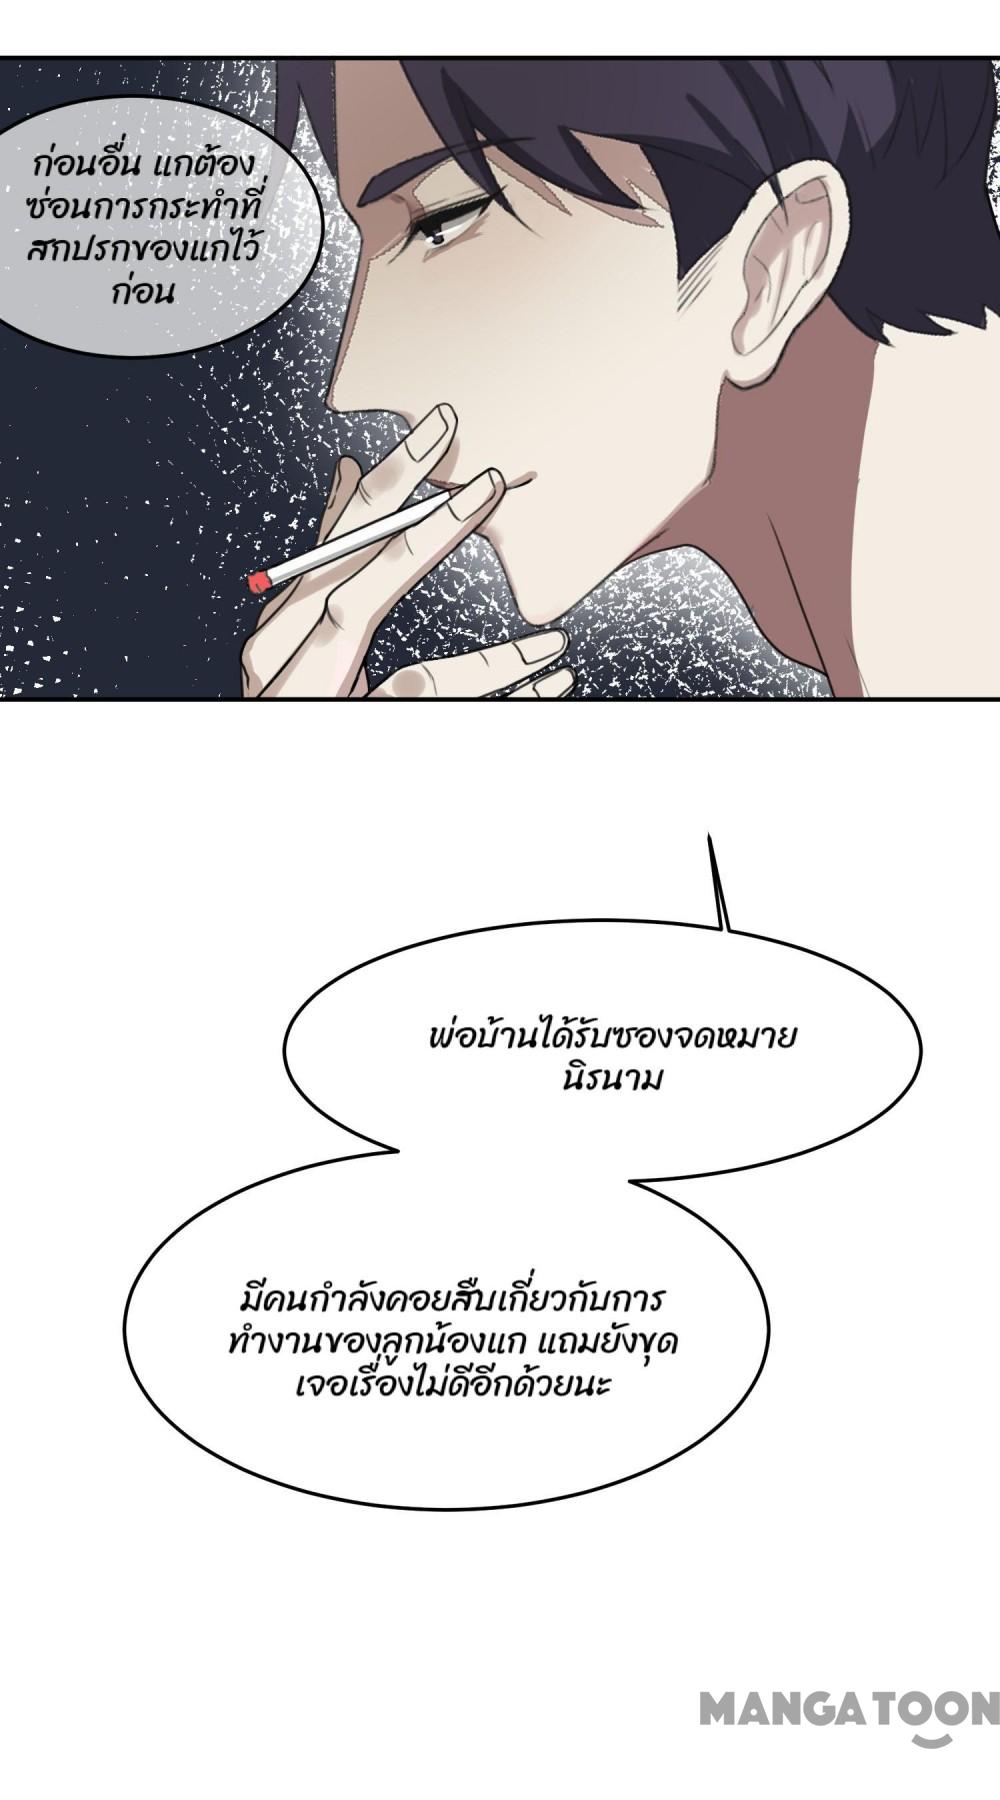 ก่อนอื่น แกต้อง
ซ่อนการกระทำที่
สกปรกของแกไว้
ก่อน
พ่อบ้านได้รับซองจดหมาย
นิรนาม
มีคนกำลังคอยสืบเกี่ยวกับการ
ทำงานของลูกน้องแก แถมยังขุด
เจอเรื่องไม่ดีอีกด้วยนะ
MANGATOON